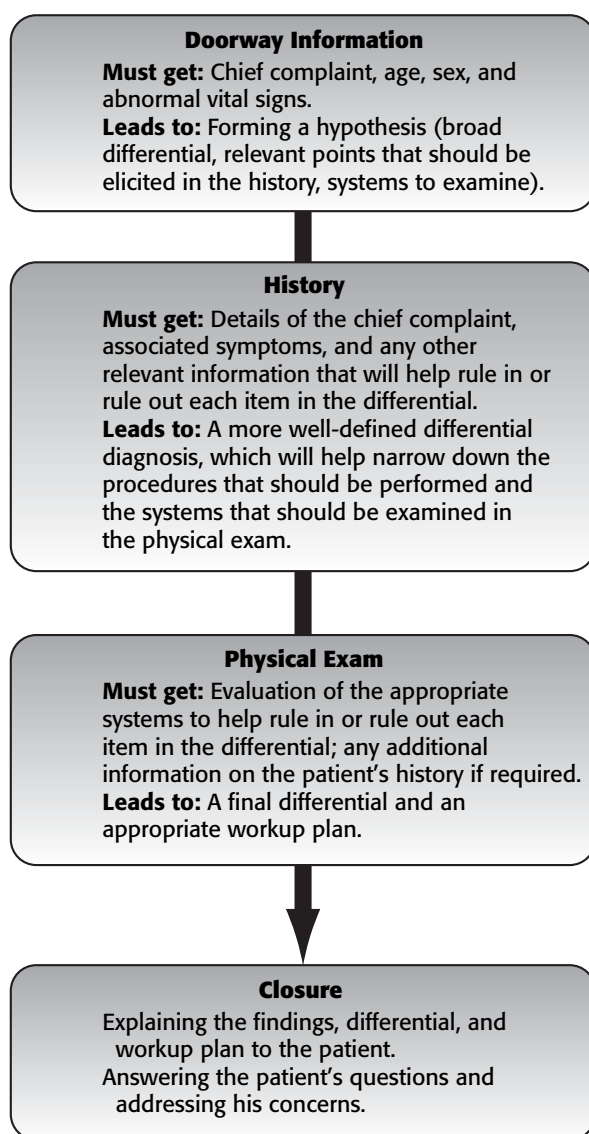 Doorway Information
Must get: Chief complaint, age, sex, and
abnormal vital signs.
Leads to: Forming a hypothesis (broad
differential, relevant points that should be
elicited in the history, systems to examine).
History
Must get: Details of the chief complaint,
associated symptoms, and any other
relevant information that will help rule in or
rule out each item in the differential.
Leads to: A more well-defined differential
diagnosis, which will help narrow down the
procedures that should be performed and
the systems that should be examined in
the physical exam.
Physical Exam
Must get: Evaluation of the appropriate
systems to help rule in or rule out each
item in the differential; any additional
information on the patient’s history if required.
Leads to: A final differential and an
appropriate workup plan.
Closure
Explaining the findings, differential, and
workup plan to the patient.
Answering the patient’s questions and
addressing his concerns.